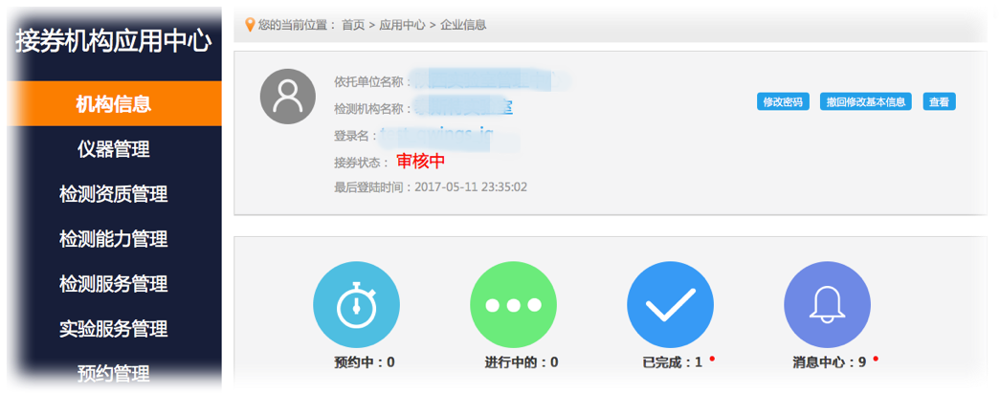 接券机构应用中心
机构信息
仪器管理
检测资质管理
检测能力管理
检测服务管理
实验服务管理
预约管理
您的当前位置： 首页 > 应用中心 > 企业信息
依托单位名称：
检测机构名称：
登录名：
接券状态： 审核中
最后登陆时间：2017-05-11 23:35:02
修改密码 撤回修改基本信息 查看
预约中：0 进行中的：0 已完成：1 消息中心：9